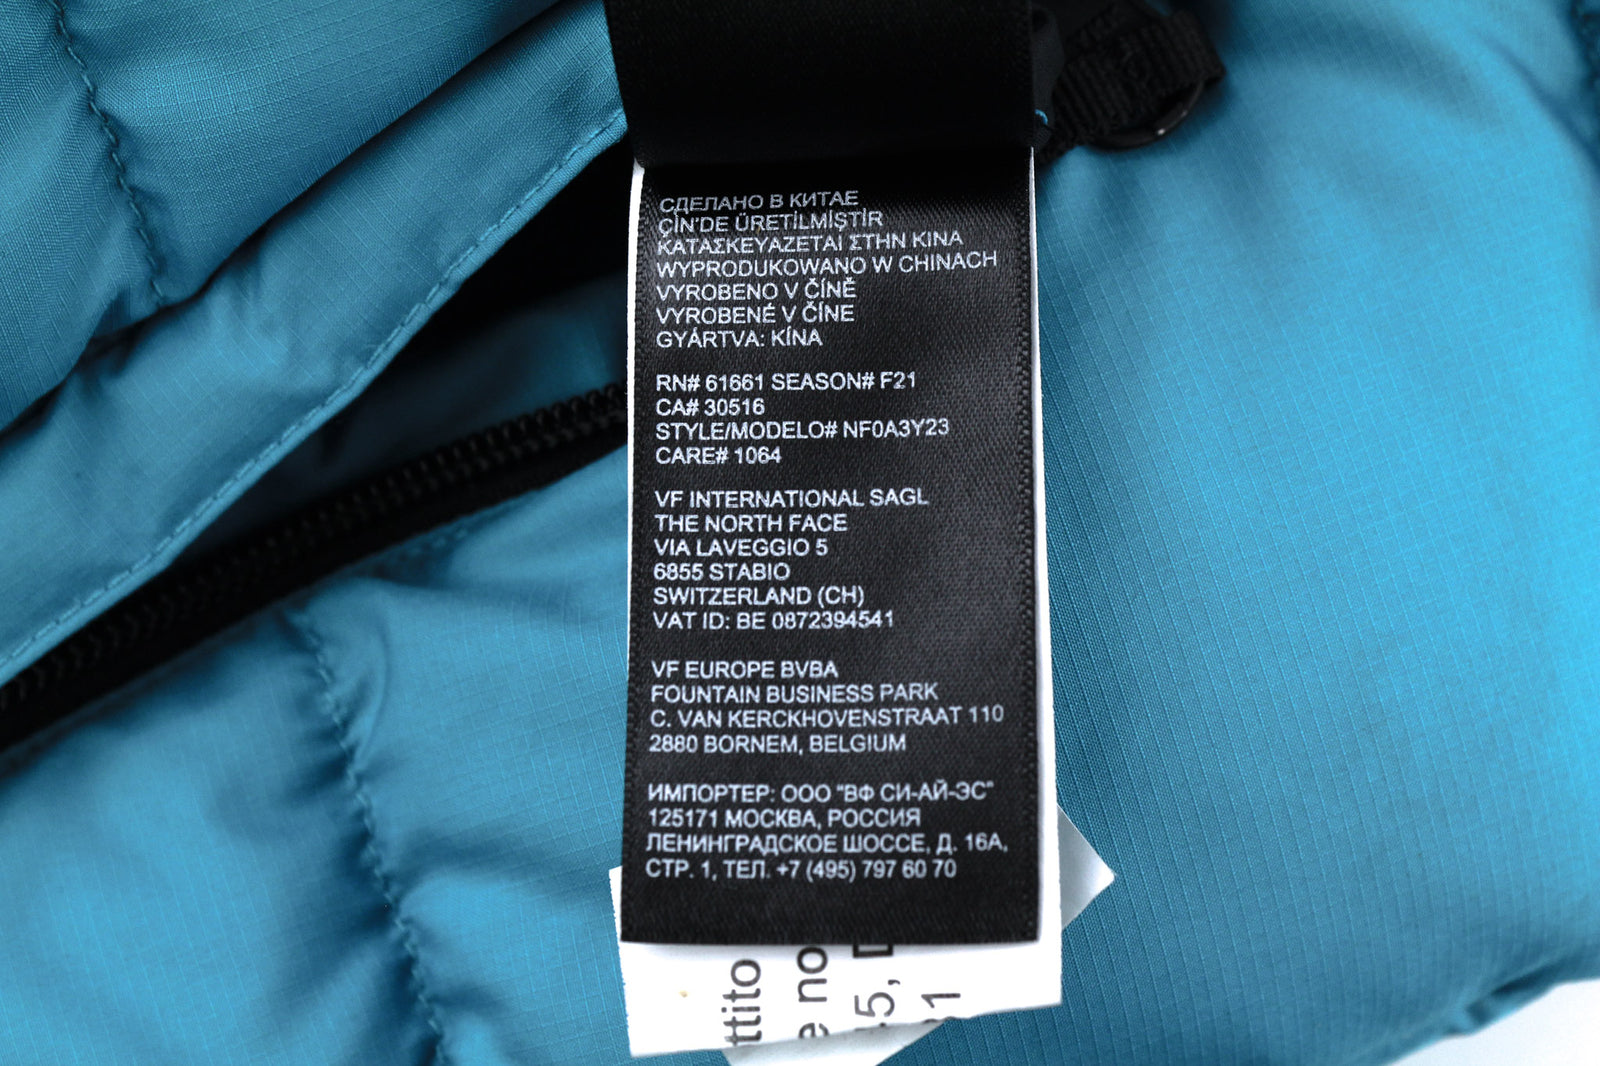 СДЕЛАНО В КИТАЕ
ÇİN'DE ÜRETİLMİŞTİR
ΚΑΤΑΣΚΕΥΑΖΕΤΑΙ ΣΤΗΝ ΚΙΝΑ
WYPRODUKOWANO W CHINACH
VYROBENO V ČÍNĚ
VYROBENÉ V ČÍNE
GYÁRTVA: KÍNA
RN# 61661 SEASON# F21
CA# 30516
STYLE/MODELO# NF0A3Y23
CARE# 1064
VF INTERNATIONAL SAGL
THE NORTH FACE
VIA LAVEGGIO 5
6855 STABIO
SWITZERLAND (CH)
VAT ID: BE 0872394541
VF EUROPE BVBA
FOUNTAIN BUSINESS PARK
C. VAN KERCKHOVENSTRAAT 110
2880 BORNEM, BELGIUM
ИМПОРТЕР: ООО "ВФ СИ-АЙ-ЭС"
125171 МОСКВА, РОССИЯ
ЛЕНИНГРАДСКОЕ ШОССЕ, Д. 16А,
СТР. 1, ТЕЛ. +7 (495) 797 60 70